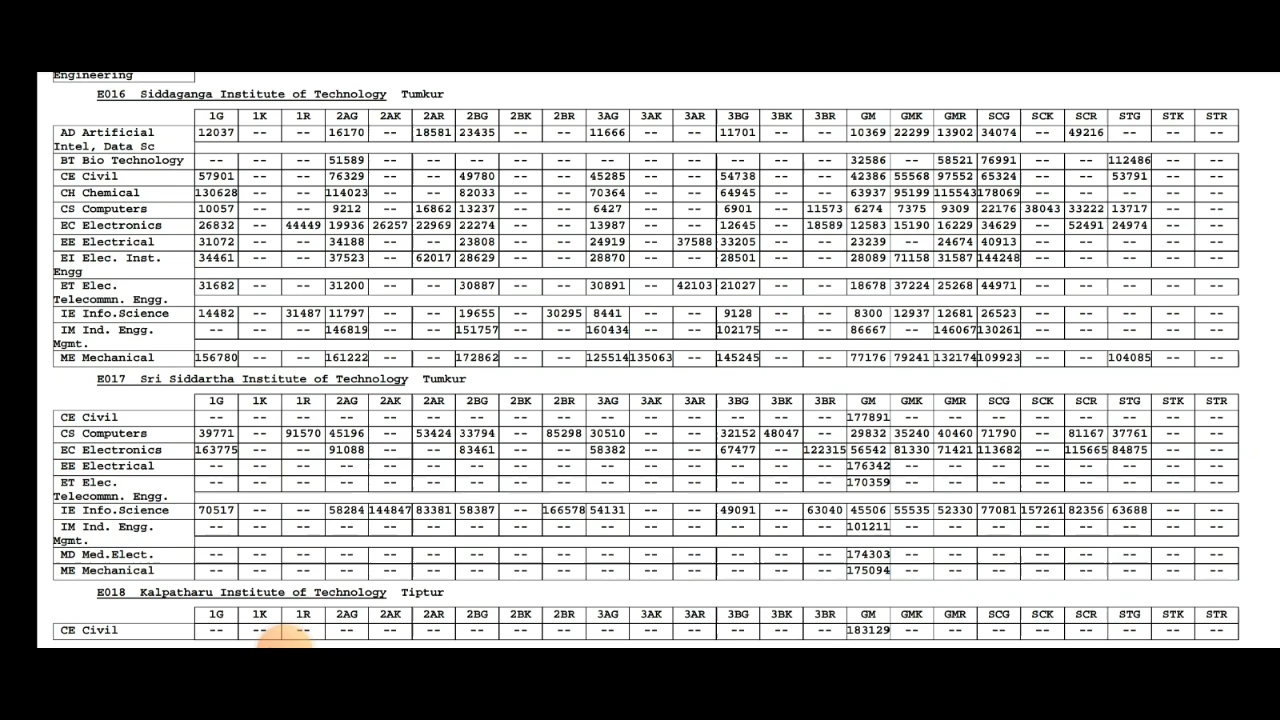 Engineering
E016 Siddaganga Institute of Technology Tumkur
1G 1K 1R 2AG 2AK 2AR 2BG 2BK 2BR 3AG 3AK 3AR 3BG 3BK 3BR GM GMK GMR SCG SCK SCR STG STK STR
AD Artificial 12037 -- -- 16170 -- 18581 23435 -- -- 11666 -- -- 11701 -- -- 10369 22299 13902 34074 -- 49216 -- -- --
Intel, Data Sc
BT Bio Technology -- -- -- 51589 -- -- -- -- -- -- -- -- -- -- -- 32586 -- 58521 76991 -- -- 112486 -- --
CE Civil 57901 -- -- 76329 -- -- 49780 -- -- 45285 -- -- 54738 -- -- 42386 55568 97552 65324 -- -- 53791 -- --
CH Chemical 130628 -- -- 114023 -- -- 82033 -- -- 70364 -- -- 64945 -- -- 63937 95199 115543 178069 -- -- -- -- --
CS Computers 10057 -- -- 9212 -- 16862 13237 -- -- 6427 -- -- 6901 -- 11573 6274 7375 9309 22176 38043 33222 13717 -- --
EC Electronics 26832 -- 44449 19936 26257 22969 22274 -- -- 13987 -- -- 12645 -- 18589 12583 15190 16229 34629 -- 52491 24974 -- --
EE Electrical 31072 -- -- 34188 -- -- 23808 -- -- 24919 -- 37588 33205 -- -- 23239 -- 24674 40913 -- -- -- -- --
EI Elec. Inst. 34461 -- -- 37523 -- 62017 28629 -- -- 28870 -- -- 28501 -- -- 28089 71158 31587 144248 -- -- -- -- --
Engg
ET Elec. 31682 -- -- 31200 -- -- 30887 -- -- 30891 -- 42103 21027 -- -- 18678 37224 25268 44971 -- -- -- -- --
Telecommn. Engg.
IE Info.Science 14482 -- 31487 11797 -- -- 19655 -- 30295 8441 -- -- 9128 -- -- 8300 12937 12681 26523 -- -- -- -- --
IM Ind. Engg. -- -- -- 146819 -- -- 151757 -- -- 160434 -- -- 102175 -- -- 86667 -- 146067 130261 -- -- -- -- --
Mgmt.
ME Mechanical 156780 -- -- 161222 -- -- 172862 -- -- 125514 135063 -- 145245 -- -- 77176 79241 132174 109923 -- -- 104085 -- --
E017 Sri Siddartha Institute of Technology Tumkur
1G 1K 1R 2AG 2AK 2AR 2BG 2BK 2BR 3AG 3AK 3AR 3BG 3BK 3BR GM GMK GMR SCG SCK SCR STG STK STR
CE Civil -- -- -- -- -- -- -- -- -- -- -- -- -- -- -- 177891 -- -- -- -- -- -- -- --
CS Computers 39771 -- 91570 45196 -- 53424 33794 -- 85298 30510 -- -- 32152 48047 -- 29832 35240 40460 71790 -- 81167 37761 -- --
EC Electronics 163775 -- -- 91088 -- -- 83461 -- -- 58382 -- -- 67477 -- 122315 56542 81330 71421 113682 -- 115665 84875 -- --
EE Electrical -- -- -- -- -- -- -- -- -- -- -- -- -- -- -- 176342 -- -- -- -- -- -- -- --
ET Elec. -- -- -- -- -- -- -- -- -- -- -- -- -- -- -- 170359 -- -- -- -- -- -- -- --
Telecommn. Engg.
IE Info.Science 70517 -- -- 58284 144847 83381 58387 -- 166578 54131 -- -- 49091 -- 63040 45506 55535 52330 77081 157261 82356 63688 -- --
IM Ind. Engg. -- -- -- -- -- -- -- -- -- -- -- -- -- -- -- 101211 -- -- -- -- -- -- -- --
Mgmt.
MD Med.Elect. -- -- -- -- -- -- -- -- -- -- -- -- -- -- -- 174303 -- -- -- -- -- -- -- --
ME Mechanical -- -- -- -- -- -- -- -- -- -- -- -- -- -- -- 175094 -- -- -- -- -- -- -- --
E018 Kalpatharu Institute of Technology Tiptur
1G 1K 1R 2AG 2AK 2AR 2BG 2BK 2BR 3AG 3AK 3AR 3BG 3BK 3BR GM GMK GMR SCG SCK SCR STG STK STR
CE Civil -- -- -- -- -- -- -- -- -- -- -- -- -- -- -- 183129 -- -- -- -- -- -- -- --